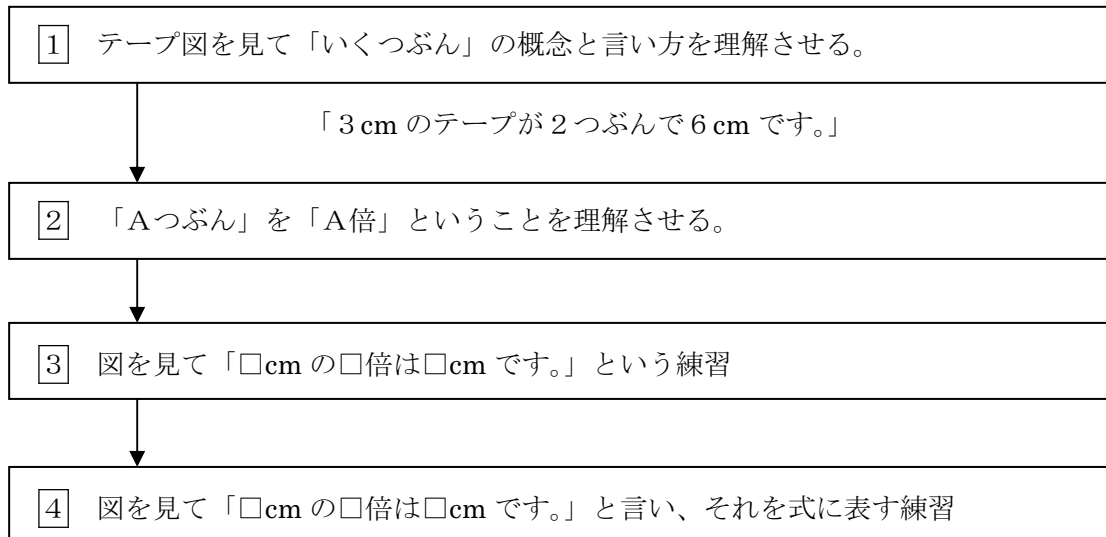 1 テープ図を見て「いくつぶん」の概念と言い方を理解させる。
「３cm のテープが２つぶんで６cm です。」
2 「Ａつぶん」を「Ａ倍」ということを理解させる。
3 図を見て「□cm の□倍は□cm です。」という練習
4 図を見て「□cm の□倍は□cm です。」と言い、それを式に表す練習